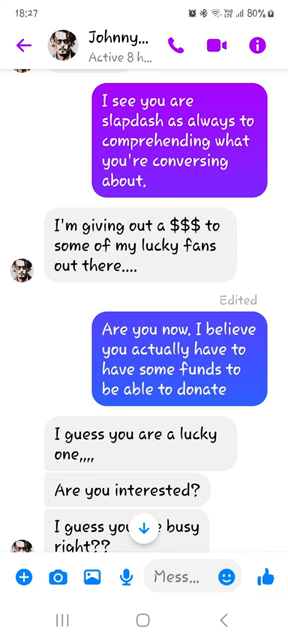 18:27
80%
Johnny...
Active 8 h...
I see you are
slapdash as always to
comprehending what
you're conversing
about.
I'm giving out a $$$ to
some of my lucky fans
out there....
Edited
Are you now. I believe
you actually have to
have some funds to
be able to donate
I guess you are a lucky
one,,,,
Are you interested?
I guess you e busy
right??
Mess...